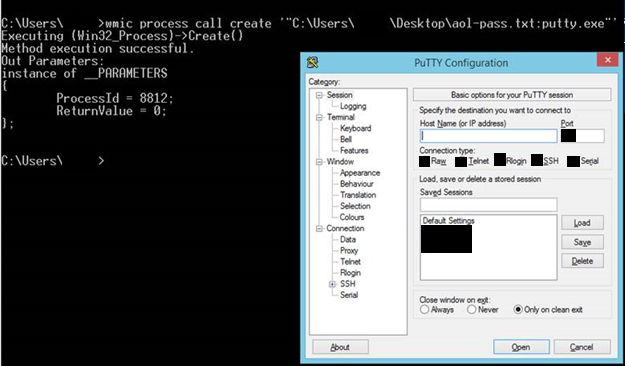 C:\Users\ >wmic process call create '"C:\Users\ \Desktop\aol-pass.txt:putty.exe"'
Executing (Win32_Process)->Create()
Method execution successful.
Out Parameters:
instance of __PARAMETERS
{
ProcessId = 8812;
ReturnValue = 0;
};
C:\Users\ >
PuTTY Configuration
Category:
Session
Logging
Terminal
Keyboard
Bell
Features
Window
Appearance
Behaviour
Translation
Selection
Colours
Connection
Data
Proxy
Telnet
Rlogin
SSH
Serial
Basic options for your PuTTY session
Specify the destination you want to connect to
Host Name (or IP address) Port
Connection type:
Raw Telnet Rlogin SSH Serial
Load, save or delete a stored session
Saved Sessions
Default Settings
Load
Save
Delete
Close window on exit:
Always Never Only on clean exit
About Open Cancel